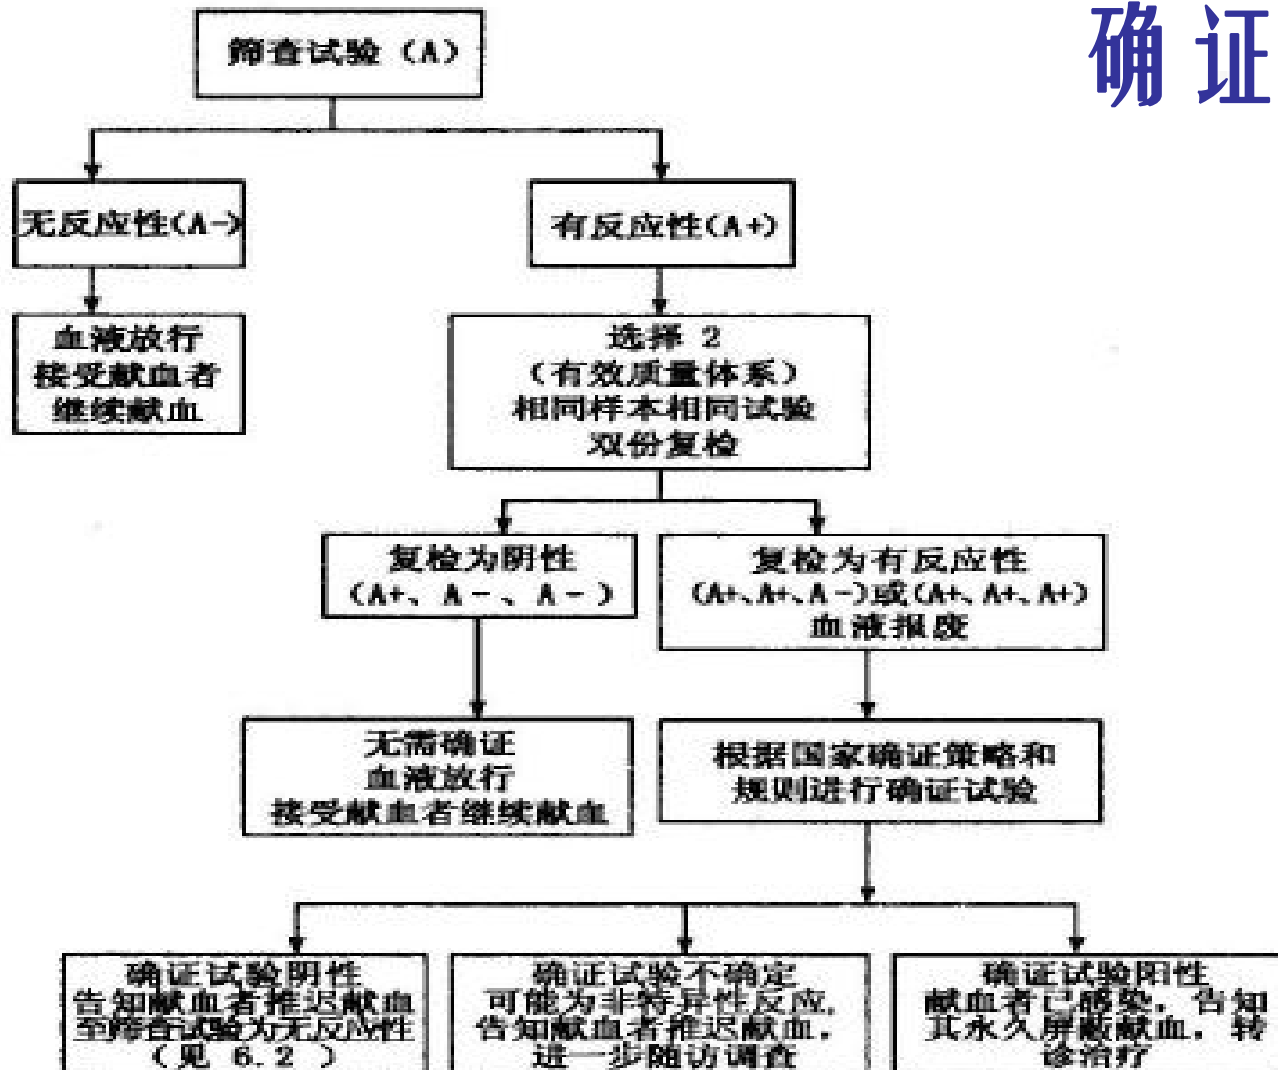 确证
筛查试验（A）
无反应性(A-)
有反应性(A+)
血液放行
接受献血者
继续献血
选择 2
（有效质量体系）
相同样本相同试验
双份复检
复检为阴性
(A+、A-、A-)
复检为有反应性
(A+、A+、A-)或(A+、A+、A+)
血液报废
无需确证
血液放行
接受献血者继续献血
根据国家确证策略和
规则进行确证试验
确证试验阴性
告知献血者推迟献血
至筛查试验为无反应性
（见 6.2 ）
确证试验不确定
可能为非特异性反应,
告知献血者推迟献血,
进一步随访调查
确证试验阳性
献血者已感染, 告知
其永久屏蔽献血, 转
诊治疗